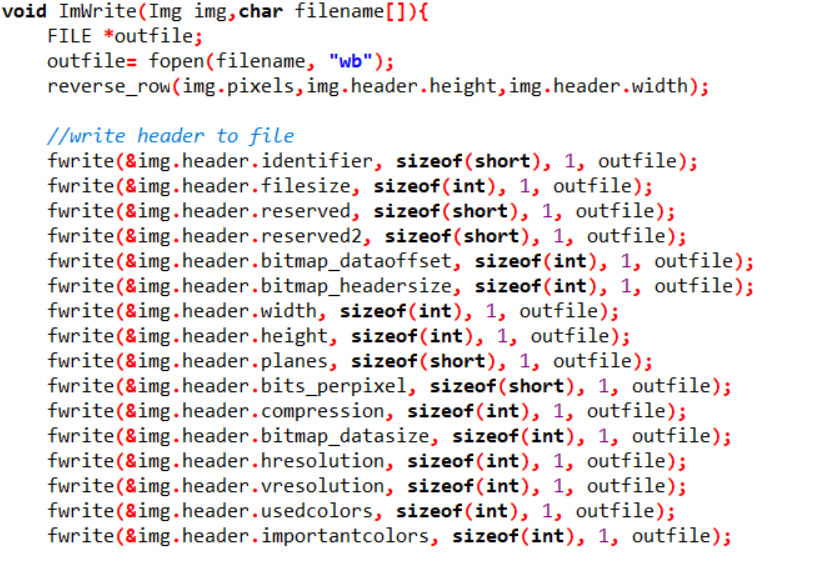 void ImWrite(Img img,char filename[]){
    FILE *outfile;
    outfile= fopen(filename, "wb");
    reverse_row(img.pixels,img.header.height,img.header.width);

    //write header to file
    fwrite(&img.header.identifier, sizeof(short), 1, outfile);
    fwrite(&img.header.filesize, sizeof(int), 1, outfile);
    fwrite(&img.header.reserved, sizeof(short), 1, outfile);
    fwrite(&img.header.reserved2, sizeof(short), 1, outfile);
    fwrite(&img.header.bitmap_dataoffset, sizeof(int), 1, outfile);
    fwrite(&img.header.bitmap_headersize, sizeof(int), 1, outfile);
    fwrite(&img.header.width, sizeof(int), 1, outfile);
    fwrite(&img.header.height, sizeof(int), 1, outfile);
    fwrite(&img.header.planes, sizeof(short), 1, outfile);
    fwrite(&img.header.bits_perpixel, sizeof(short), 1, outfile);
    fwrite(&img.header.compression, sizeof(int), 1, outfile);
    fwrite(&img.header.bitmap_datasize, sizeof(int), 1, outfile);
    fwrite(&img.header.hresolution, sizeof(int), 1, outfile);
    fwrite(&img.header.vresolution, sizeof(int), 1, outfile);
    fwrite(&img.header.usedcolors, sizeof(int), 1, outfile);
    fwrite(&img.header.importantcolors, sizeof(int), 1, outfile);